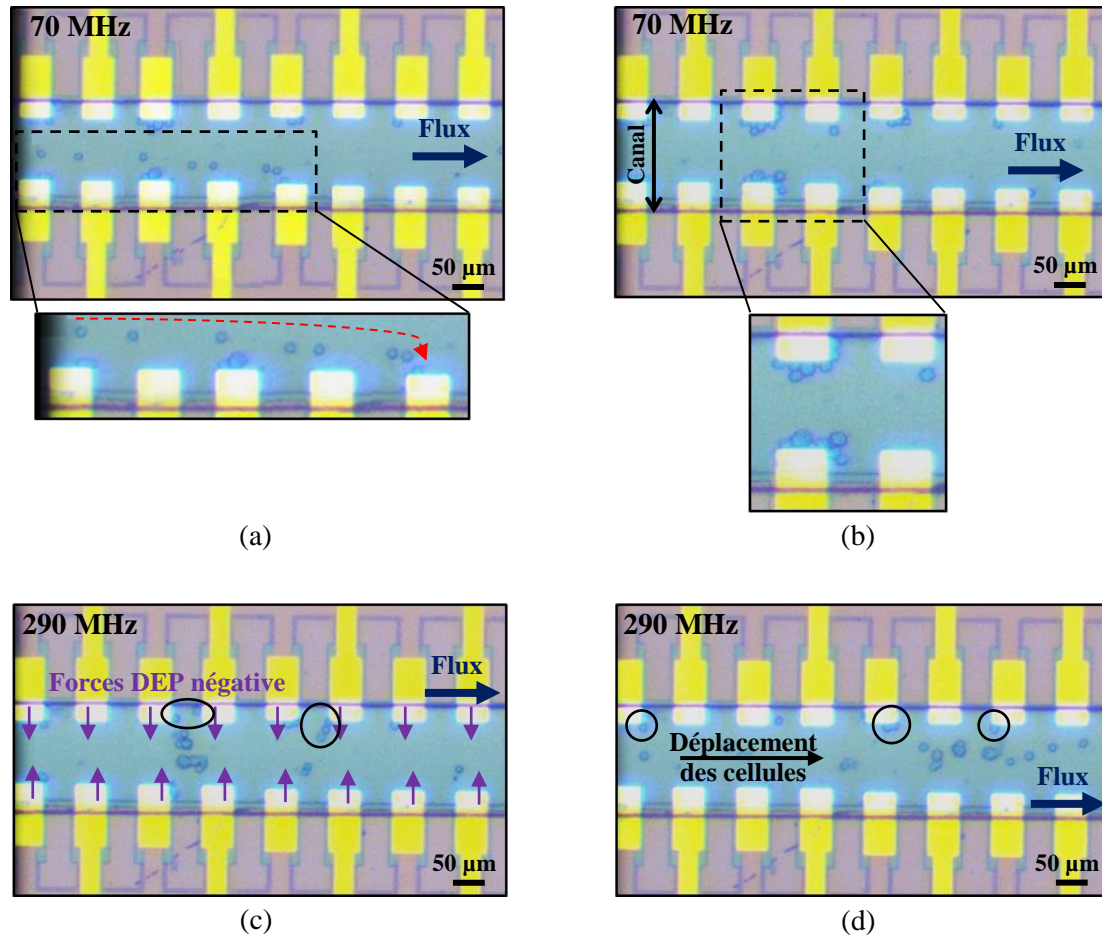 70 MHz
Flux
50 µm
(a)
70 MHz
Canal
Flux
50 µm
(b)
290 MHz
Forces DEP négative
Flux
50 µm
(c)
290 MHz
Déplacement
des cellules
Flux
50 µm
(d)